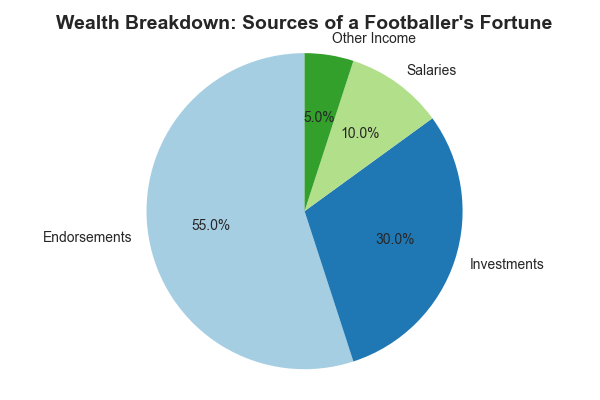 Wealth Breakdown: Sources of a Footballer's Fortune
Other Income
Salaries
5.0%
10.0%
Endorsements
55.0%
30.0%
Investments